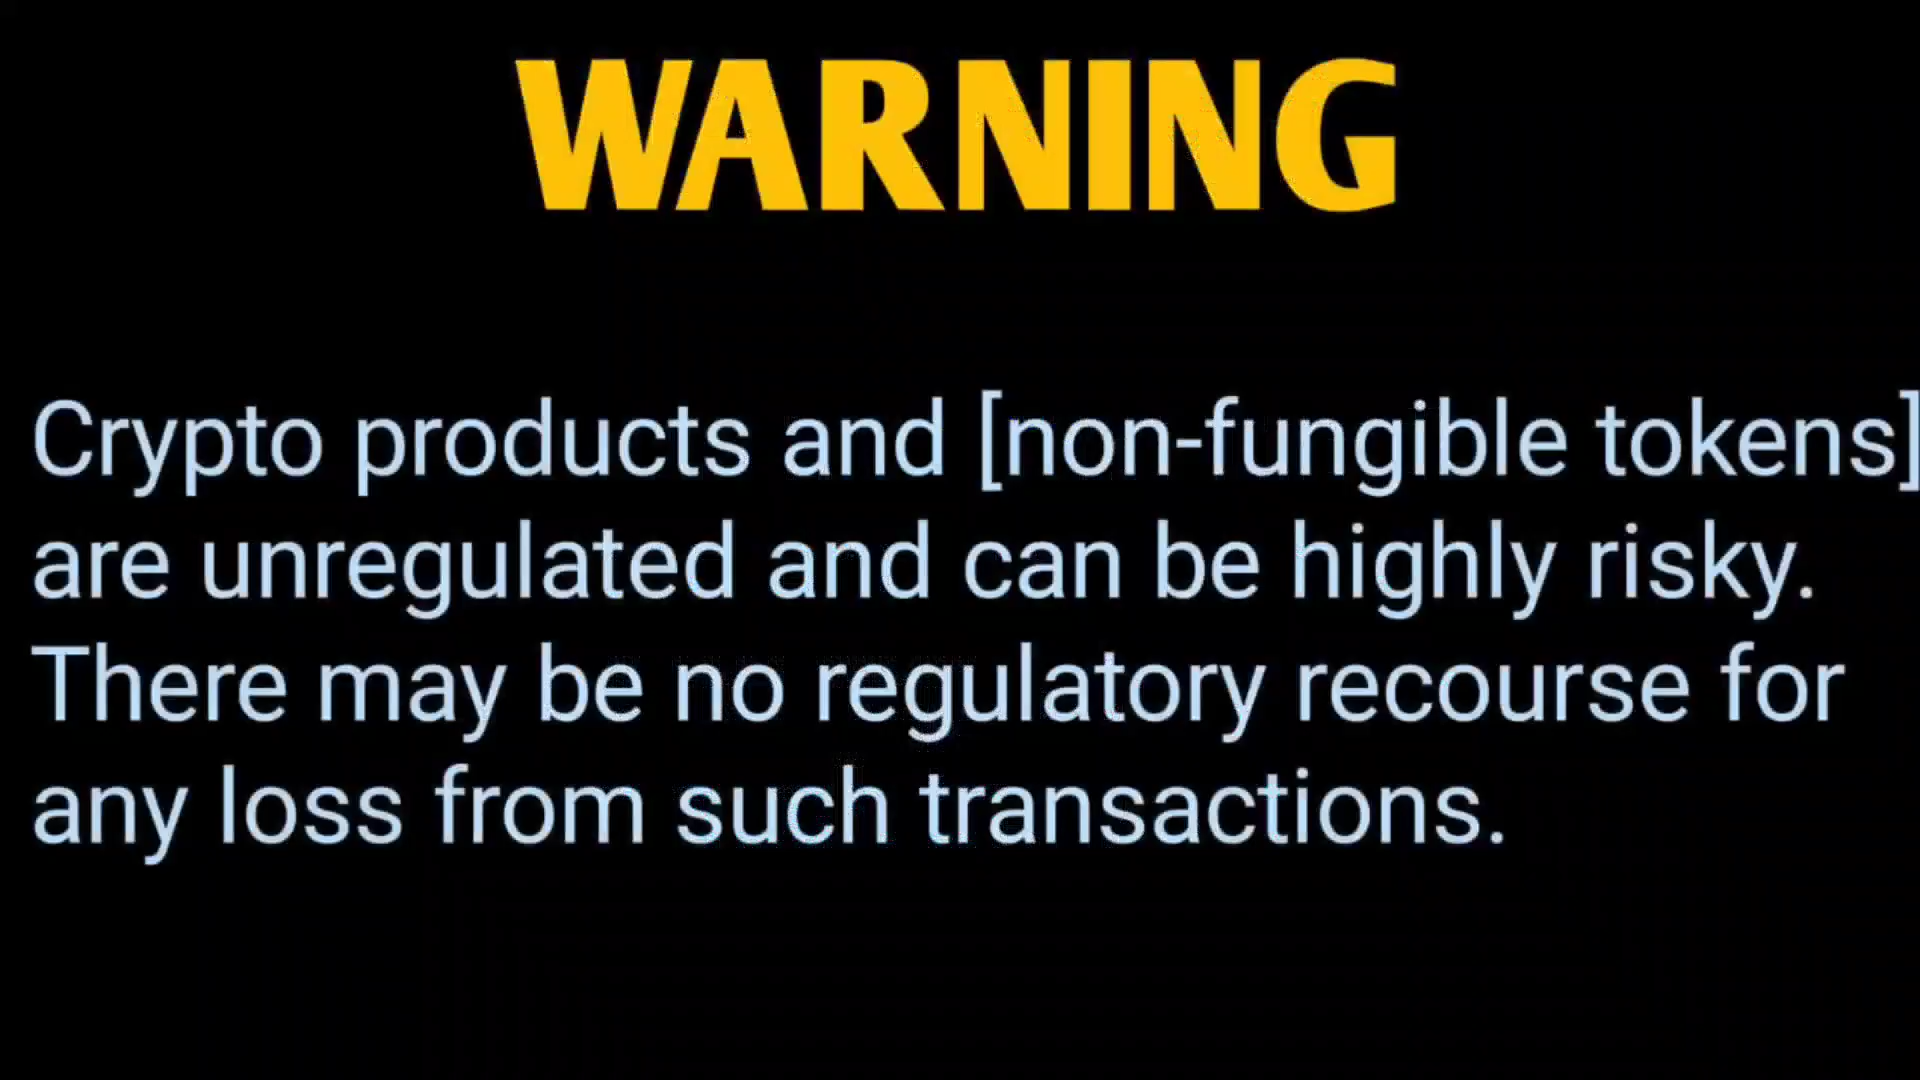 WARNING
Crypto products and [non-fungible tokens]
are unregulated and can be highly risky.
There may be no regulatory recourse for
any loss from such transactions.